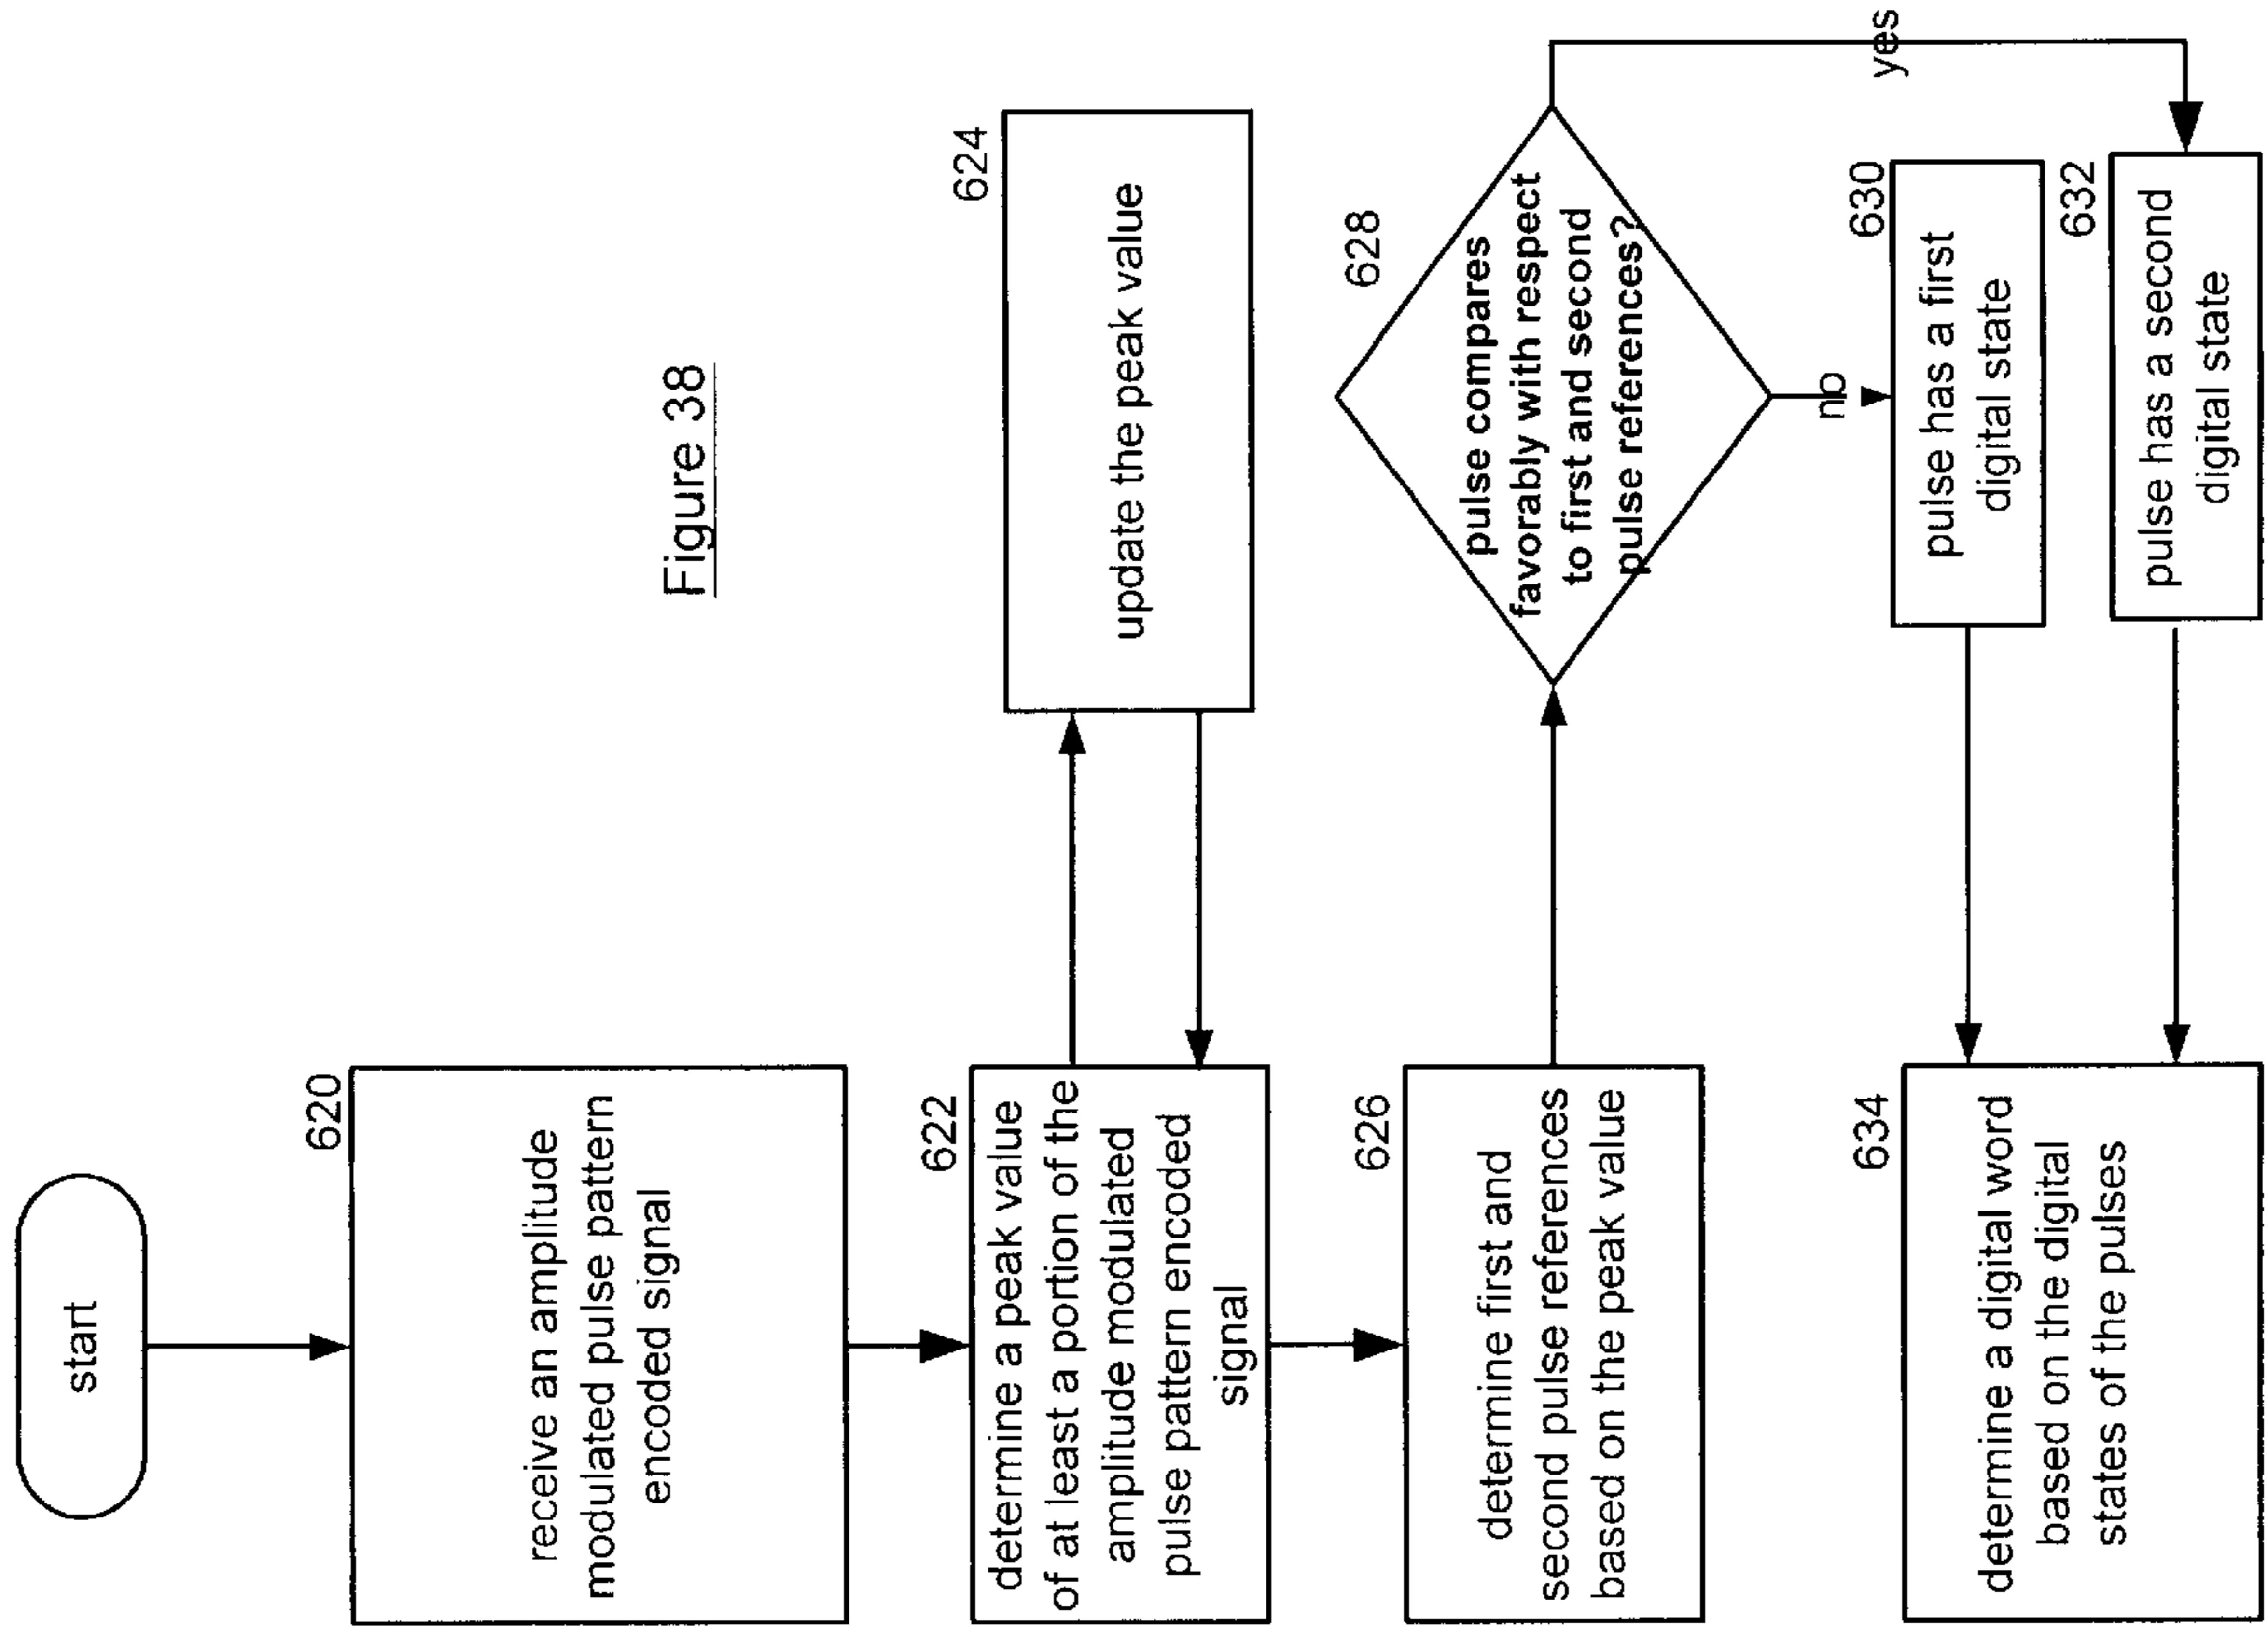 start
620
receive an amplitude
modulated pulse pattern
encoded signal
Figure 38
622
determine a peak value
of at least a portion of the
amplitude modulated
pulse pattern encoded
signal
624
update the peak value
626
determine first and
second pulse references
based on the peak value
628
pulse compares
favorably with respect
to first and second
pulse references?
no
yes
630
pulse has a first
digital state
632
pulse has a second
digital state
634
determine a digital word
based on the digital
states of the pulses